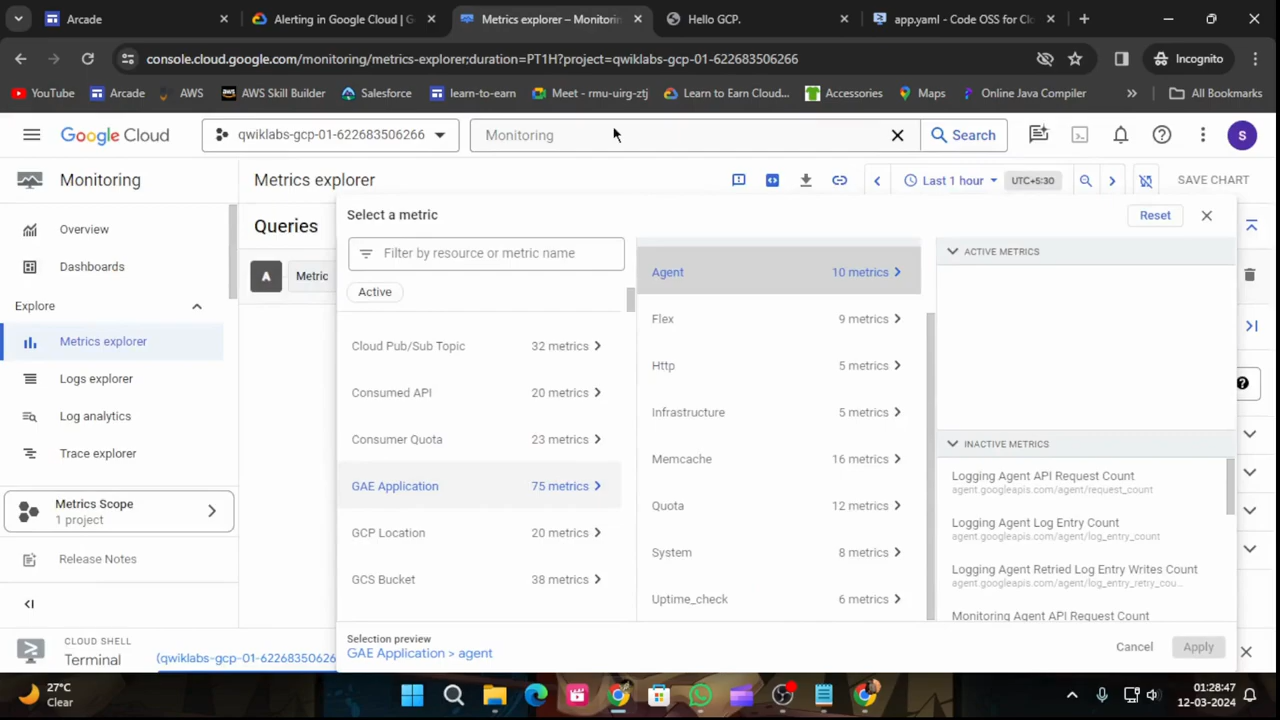 Arcade
Alerting in Google Cloud | G
Metrics explorer – Monitorin
Hello GCP.
app.yaml - Code OSS for Clo
console.cloud.google.com/monitoring/metrics-explorer;duration=PT1H?project=qwiklabs-gcp-01-622683506266
Incognito
YouTube
Arcade
AWS
AWS Skill Builder
Salesforce
learn-to-earn
Meet - rmu-uirg-ztj
Learn to Earn Cloud...
Accessories
Maps
Online Java Compiler
All Bookmarks
Google Cloud
qwiklabs-gcp-01-622683506266
Monitoring
Search
S
Monitoring
Metrics explorer
Last 1 hour
UTC+5:30
SAVE CHART
Overview
Dashboards
Explore
Metrics explorer
Logs explorer
Log analytics
Trace explorer
Metrics Scope
1 project
Release Notes
Queries
A
Metric
Select a metric
Reset
Filter by resource or metric name
Active
Cloud Pub/Sub Topic 32 metrics
Consumed API 20 metrics
Consumer Quota 23 metrics
GAE Application 75 metrics
GCP Location 20 metrics
GCS Bucket 38 metrics
Agent 10 metrics
Flex 9 metrics
Http 5 metrics
Infrastructure 5 metrics
Memcache 16 metrics
Quota 12 metrics
System 8 metrics
Uptime_check 6 metrics
ACTIVE METRICS
INACTIVE METRICS
Logging Agent API Request Count
agent.googleapis.com/agent/request_count
Logging Agent Log Entry Count
agent.googleapis.com/agent/log_entry_count
Logging Agent Retried Log Entry Writes Count
agent.googleapis.com/agent/log_entry_retry_cou...
Monitoring Agent API Request Count
Selection preview
GAE Application > agent
Cancel
Apply
CLOUD SHELL
Terminal
(qwiklabs-gcp-01-6226835062
27°C
Clear
01:28:47
12-03-2024